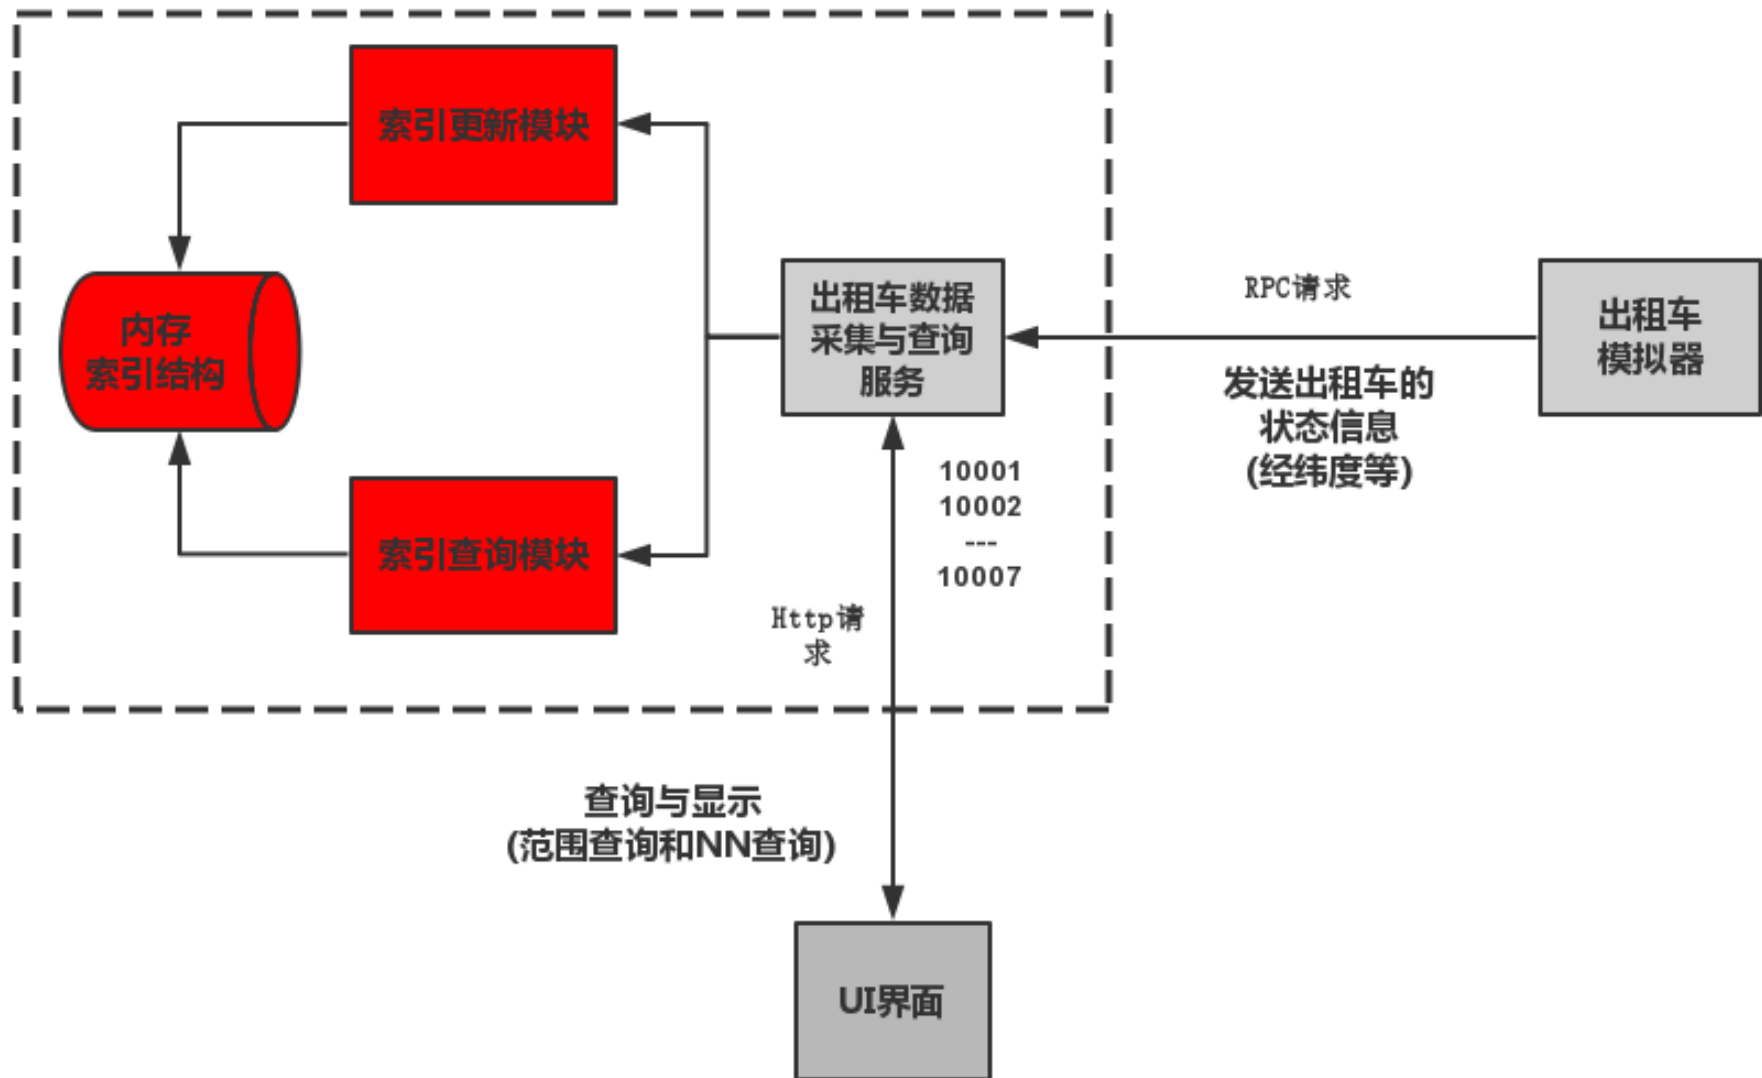 索引更新模块
内存
索引结构
出租车数据
采集与查询
服务
RPC请求
发送出租车的
状态信息
(经纬度等)
出租车
模拟器
10001
10002
---
10007
索引查询模块
Http请
求
查询与显示
(范围查询和NN查询)
UI界面